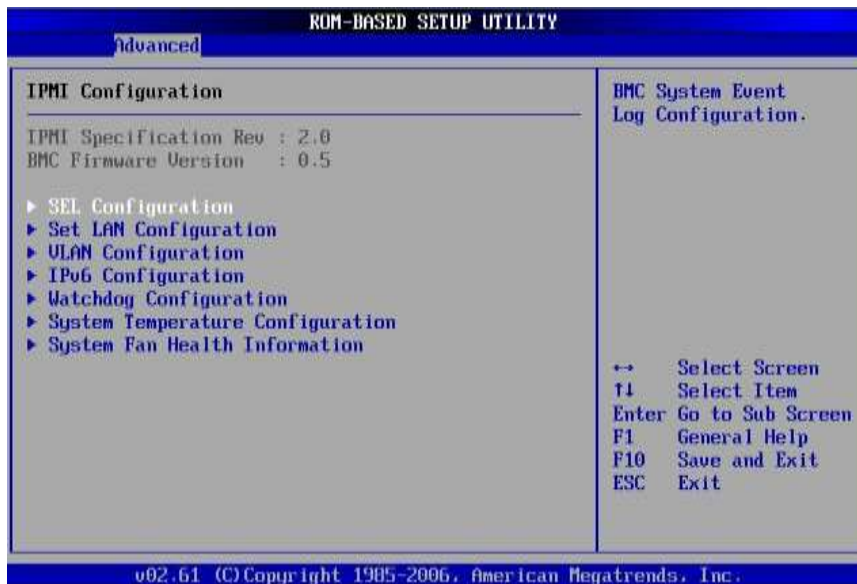 ROM-BASED SETUP UTILITY
Advanced
IPMI Configuration
IPMI Specification Rev : 2.0
BMC Firmware Version : 0.5
▶ SEL Configuration
▶ Set LAN Configuration
▶ VLAN Configuration
▶ IPv6 Configuration
▶ Watchdog Configuration
▶ System Temperature Configuration
▶ System Fan Health Information
BMC System Event
Log Configuration.
↔ Select Screen
↑↓ Select Item
Enter Go to Sub Screen
F1 General Help
F10 Save and Exit
ESC Exit
v02.61 (C)Copyright 1985-2006, American Megatrends, Inc.